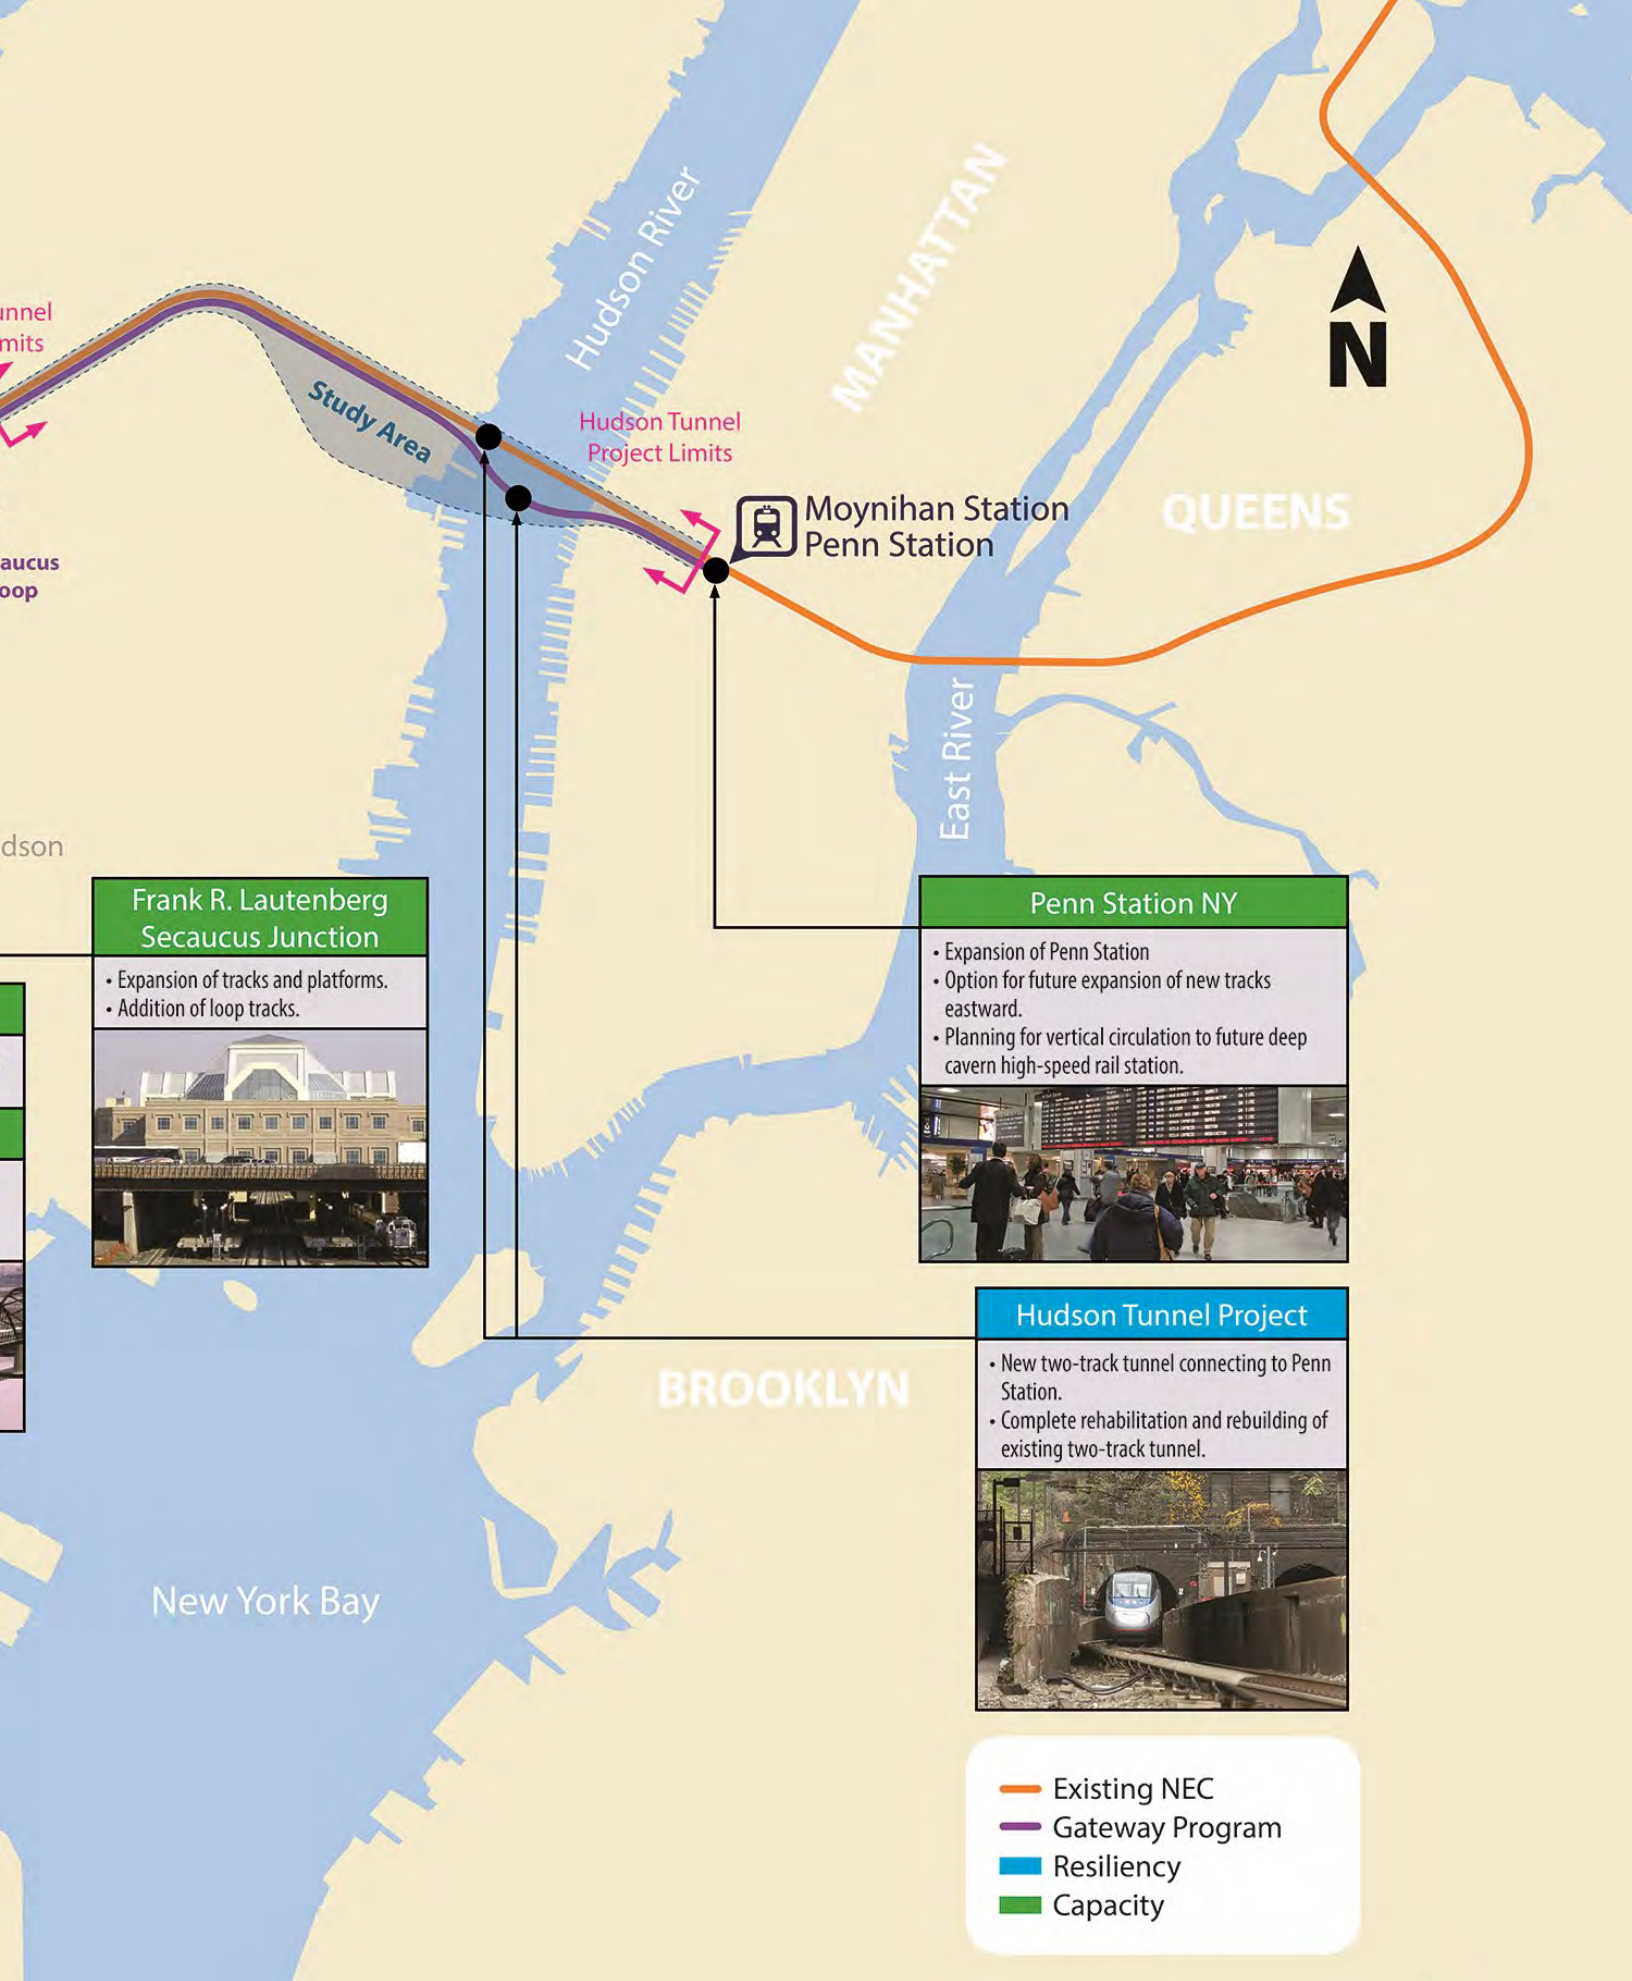 Hudson River
MANHATTAN
unnel
mits
Study Area
Hudson Tunnel
Project Limits
Moynihan Station
Penn Station
QUEENS
N
aucus
oop
East River
dson
Frank R. Lautenberg
Secaucus Junction
• Expansion of tracks and platforms.
• Addition of loop tracks.
Penn Station NY
• Expansion of Penn Station
• Option for future expansion of new tracks
eastward.
• Planning for vertical circulation to future deep
cavern high-speed rail station.
Hudson Tunnel Project
• New two-track tunnel connecting to Penn
Station.
• Complete rehabilitation and rebuilding of
existing two-track tunnel.
BROOKLYN
New York Bay
Existing NEC
Gateway Program
Resiliency
Capacity